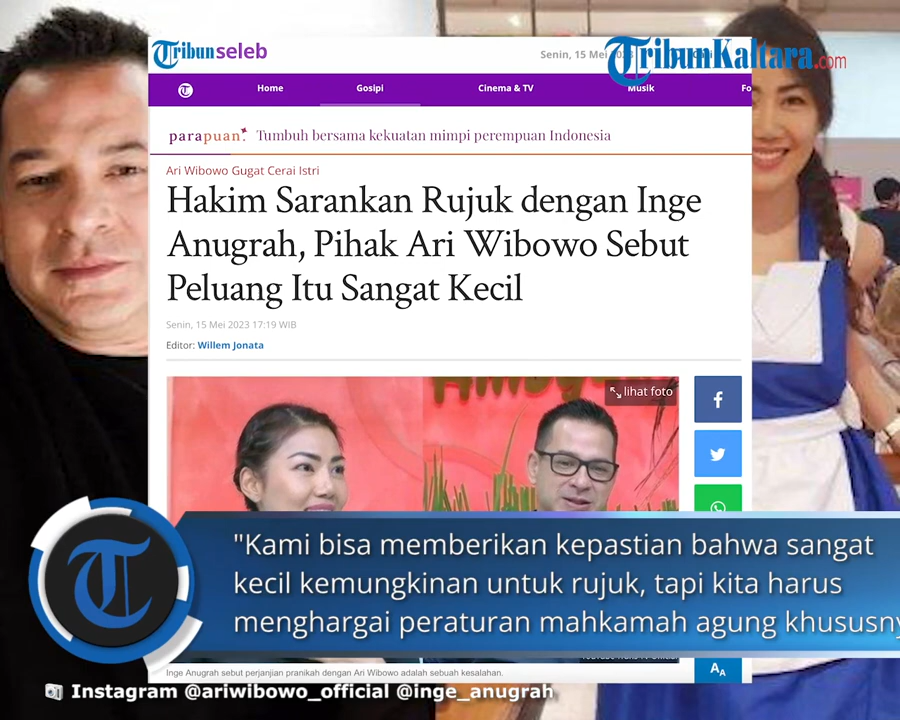 Tribunseleb
Senin, 15 Mei
TribunKaltara.com
Home
Gosipi
Cinema & TV
Musik
Fo
parapuan.
Tumbuh bersama kekuatan mimpi perempuan Indonesia
Ari Wibowo Gugat Cerai Istri
Hakim Sarankan Rujuk dengan Inge
Anugrah, Pihak Ari Wibowo Sebut
Peluang Itu Sangat Kecil
Senin, 15 Mei 2023 17:19 WIB
Editor: Willem Jonata
lihat foto
"Kami bisa memberikan kepastian bahwa sangat
kecil kemungkinan untuk rujuk, tapi kita harus
menghargai peraturan mahkamah agung khususny
Inge Anugrah sebut perjanjian pranikah dengan Ari Wibowo adalah sebuah kesalahan.
AA
Instagram @ariwibowo_official @inge_anugrah